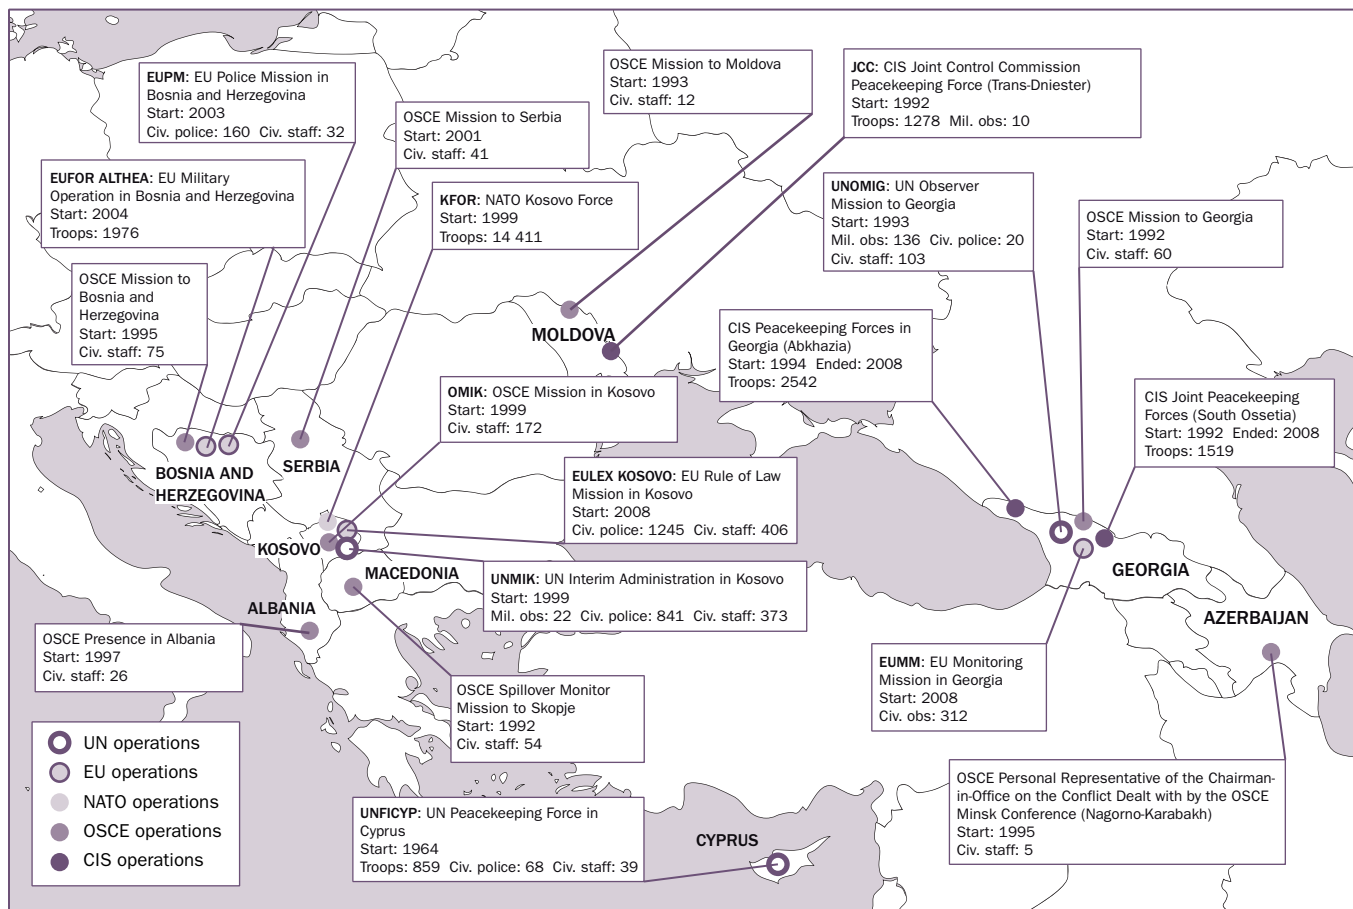 EUPM: EU Police Mission in
Bosnia and Herzegovina
Start: 2003
Civ. police: 160 Civ. staff: 32
OSCE Mission to Serbia
Start: 2001
Civ. staff: 41
OSCE Mission to Moldova
Start: 1993
Civ. staff: 12
JCC: CIS Joint Control Commission
Peacekeeping Force (Trans-Dniester)
Start: 1992
Troops: 1278 Mil. obs: 10
EUFOR ALTHEA: EU Military
Operation in Bosnia and Herzegovina
Start: 2004
Troops: 1976
KFOR: NATO Kosovo Force
Start: 1999
Troops: 14 411
UNOMIG: UN Observer
Mission to Georgia
Start: 1993
Mil. obs: 136 Civ. police: 20
Civ. staff: 103
OSCE Mission to Georgia
Start: 1992
Civ. staff: 60
OSCE Mission to
Bosnia and
Herzegovina
Start: 1995
Civ. staff: 75
MOLDOVA
CIS Peacekeeping Forces in
Georgia (Abkhazia)
Start: 1994 Ended: 2008
Troops: 2542
OMIK: OSCE Mission in Kosovo
Start: 1999
Civ. staff: 172
CIS Joint Peacekeeping
Forces (South Ossetia)
Start: 1992 Ended: 2008
Troops: 1519
BOSNIA AND
HERZEGOVINA
SERBIA
EULEX KOSOVO: EU Rule of Law
Mission in Kosovo
Start: 2008
Civ. police: 1245 Civ. staff: 406
KOSOVO
MACEDONIA
UNMIK: UN Interim Administration in Kosovo
Start: 1999
Mil. obs: 22 Civ. police: 841 Civ. staff: 373
GEORGIA
ALBANIA
AZERBAIJAN
OSCE Presence in Albania
Start: 1997
Civ. staff: 26
EUMM: EU Monitoring
Mission in Georgia
Start: 2008
Civ. obs: 312
OSCE Spillover Monitor
Mission to Skopje
Start: 1992
Civ. staff: 54
UN operations
EU operations
NATO operations
OSCE operations
CIS operations
UNFICYP: UN Peacekeeping Force in
Cyprus
Start: 1964
Troops: 859 Civ. police: 68 Civ. staff: 39
CYPRUS
OSCE Personal Representative of the Chairman-
in-Office on the Conflict Dealt with by the OSCE
Minsk Conference (Nagorno-Karabakh)
Start: 1995
Civ. staff: 5